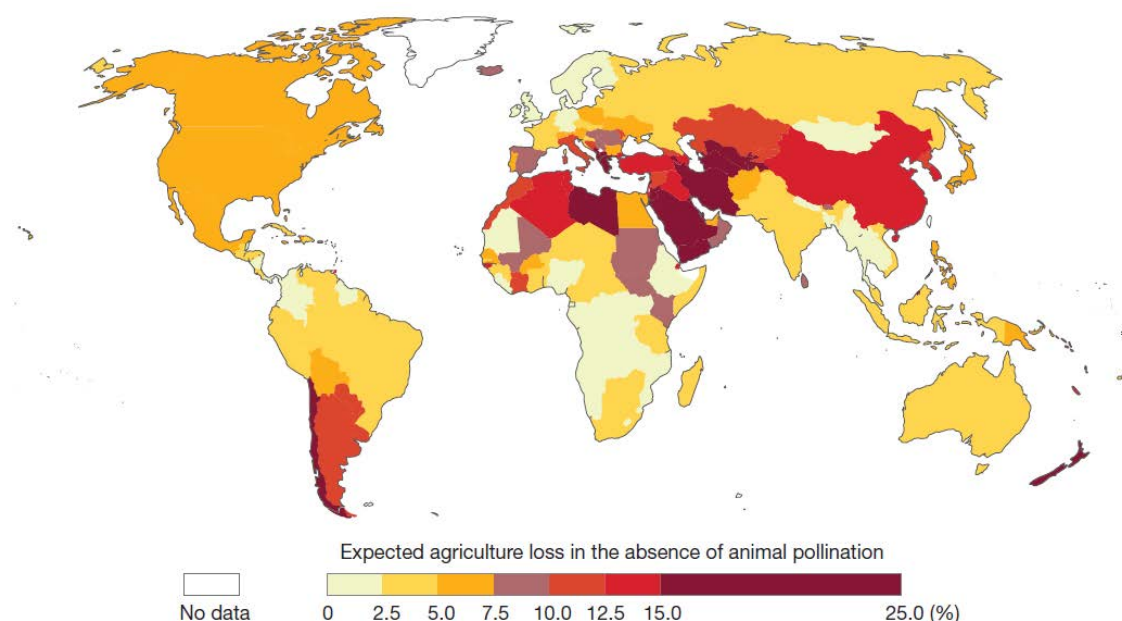 Expected agriculture loss in the absence of animal pollination
No data
0 2.5 5.0 7.5 10.0 12.5 15.0 25.0 (%)